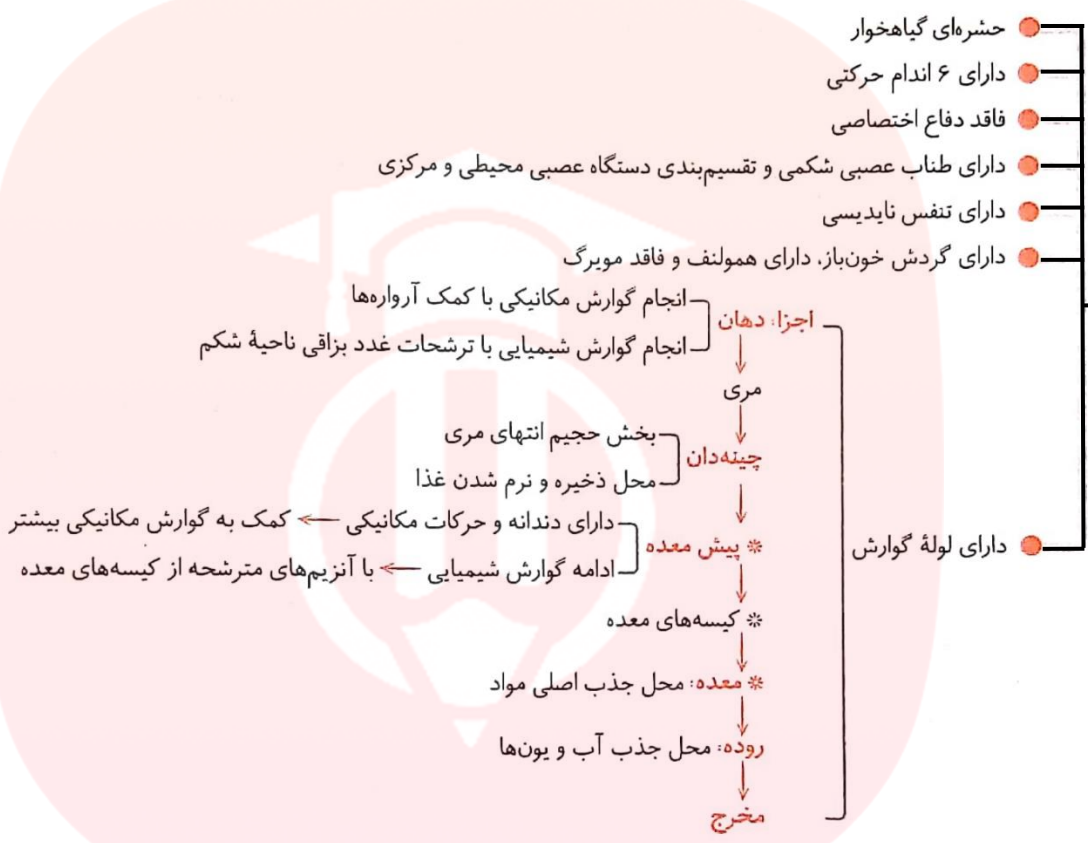 حشره‌ای گیاهخوار
دارای ۶ اندام حرکتی
فاقد دفاع اختصاصی
دارای طناب عصبی شکمی و تقسیم‌بندی دستگاه عصبی محیطی و مرکزی
دارای تنفس نایدیسی
دارای گردش خون‌باز، دارای همولنف و فاقد مویرگ
دارای لولهٔ گوارش
اجزا: دهان
انجام گوارش مکانیکی با کمک آرواره‌ها
انجام گوارش شیمیایی با ترشحات غدد بزاقی ناحیهٔ شکم
مری
چینه‌دان
بخش حجیم انتهای مری
محل ذخیره و نرم شدن غذا
* پیش معده
دارای دندانه و حرکات مکانیکی ← کمک به گوارش مکانیکی بیشتر
ادامه گوارش شیمیایی ← با آنزیم‌های مترشحه از کیسه‌های معده
* کیسه‌های معده
* معده: محل جذب اصلی مواد
روده: محل جذب آب و یون‌ها
مخرج